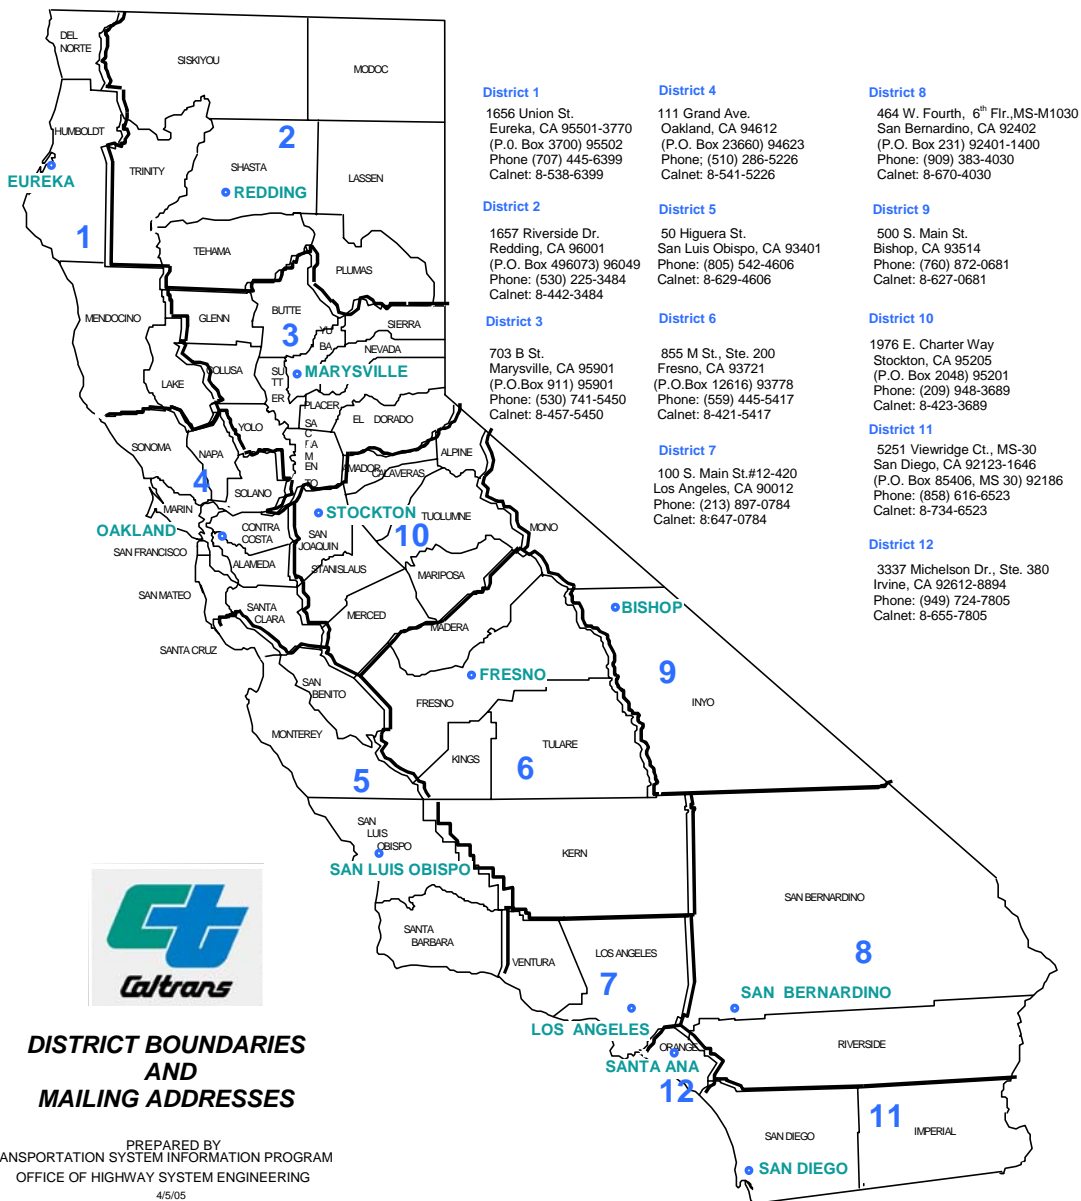 DEL
NORTE
SISKIYOU
MODOC
HUMBOLDT
TRINITY
2
SHASTA
LASSEN
EUREKA
REDDING
1
TEHAMA
PLUMAS
MENDOCINO
GLENN
BUTTE
3
YU
BA
SIERRA
NEVADA
MARYSVILLE
LAKE
COLUSA
SU
TT
ER
PLACER
EL DORADO
SONOMA
NAPA
YOLO
SA
C
RA
M
EN
TO
4
SOLANO
AMADOR
ALPINE
CALAVERAS
MARIN
OAKLAND
CONTRA
COSTA
STOCKTON
TUOLUMNE
10
MONO
SAN
JOAQUIN
SAN FRANCISCO
ALAMEDA
STANISLAUS
MARIPOSA
SAN MATEO
SANTA
CLARA
MERCED
MADERA
BISHOP
SANTA CRUZ
SAN
BENITO
FRESNO
FRESNO
9
INYO
MONTEREY
TULARE
KINGS
6
5
SAN
LUIS
OBISPO
SAN LUIS OBISPO
KERN
SAN BERNARDINO
SANTA
BARBARA
VENTURA
LOS ANGELES
7
8
LOS ANGELES
SAN BERNARDINO
ORANGE
SANTA ANA
12
RIVERSIDE
11
SAN DIEGO
IMPERIAL
SAN DIEGO
District 1
1656 Union St.
Eureka, CA 95501-3770
(P.0. Box 3700) 95502
Phone (707) 445-6399
Calnet: 8-538-6399
District 2
1657 Riverside Dr.
Redding, CA 96001
(P.O. Box 496073) 96049
Phone: (530) 225-3484
Calnet: 8-442-3484
District 3
703 B St.
Marysville, CA 95901
(P.O.Box 911) 95901
Phone: (530) 741-5450
Calnet: 8-457-5450
District 4
111 Grand Ave.
Oakland, CA 94612
(P.O. Box 23660) 94623
Phone; (510) 286-5226
Calnet: 8-541-5226
District 5
50 Higuera St.
San Luis Obispo, CA 93401
Phone: (805) 542-4606
Calnet: 8-629-4606
District 6
855 M St., Ste. 200
Fresno, CA 93721
(P.O.Box 12616) 93778
Phone: (559) 445-5417
Calnet: 8-421-5417
District 7
100 S. Main St.#12-420
Los Angeles, CA 90012
Phone: (213) 897-0784
Calnet: 8:647-0784
District 8
464 W. Fourth, 6th Flr.,MS-M1030
San Bernardino, CA 92402
(P.O. Box 231) 92401-1400
Phone: (909) 383-4030
Calnet: 8-670-4030
District 9
500 S. Main St.
Bishop, CA 93514
Phone: (760) 872-0681
Calnet: 8-627-0681
District 10
1976 E. Charter Way
Stockton, CA 95205
(P.O. Box 2048) 95201
Phone: (209) 948-3689
Calnet: 8-423-3689
District 11
5251 Viewridge Ct., MS-30
San Diego, CA 92123-1646
(P.O. Box 85406, MS 30) 92186
Phone: (858) 616-6523
Calnet: 8-734-6523
District 12
3337 Michelson Dr., Ste. 380
Irvine, CA 92612-8894
Phone: (949) 724-7805
Calnet: 8-655-7805
Ct
Caltrans
DISTRICT BOUNDARIES
AND
MAILING ADDRESSES
PREPARED BY
ANSPORTATION SYSTEM INFORMATION PROGRAM
OFFICE OF HIGHWAY SYSTEM ENGINEERING
4/5/05